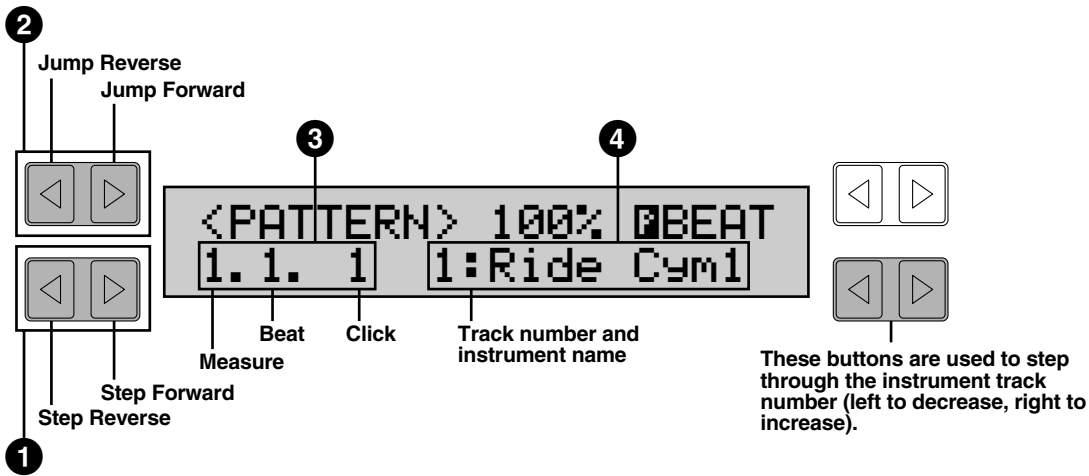 2
Jump Reverse
Jump Forward
3
4
<PATTERN> 100% PBEAT
1. 1. 1 1:Ride Cym1
Measure
Beat
Click
Track number and
instrument name
Step Forward
Step Reverse
1
These buttons are used to step
through the instrument track
number (left to decrease, right to
increase).